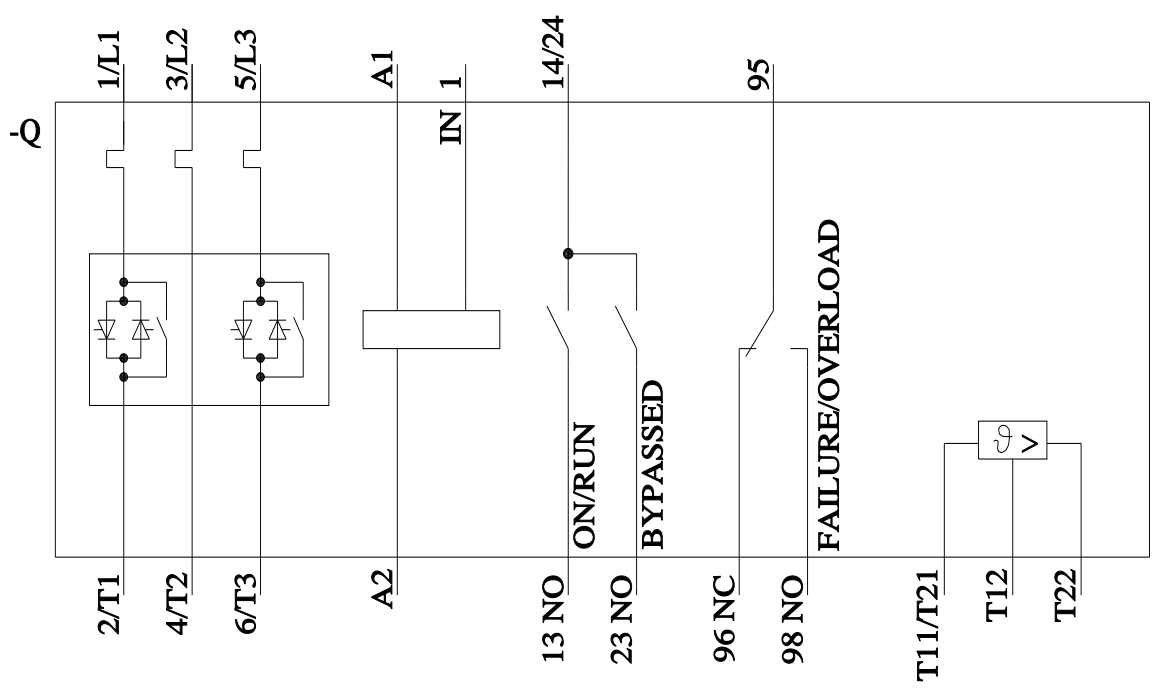 1/L1
3/L2
5/L3
A1
IN 1
14/24
95
-Q
ON/RUN
BYPASSED
FAILURE/OVERLOAD
ϑ >
2/T1
4/T2
6/T3
A2
13 NO
23 NO
96 NC
98 NO
T11/T21
T12
T22